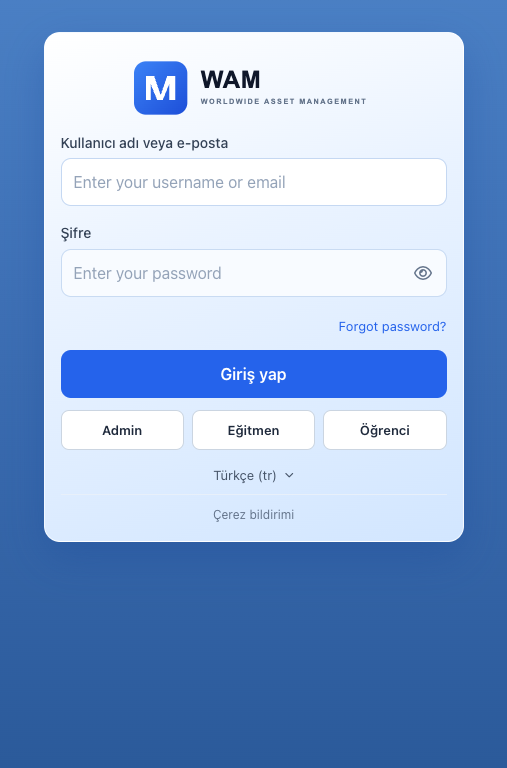 M
WAM
WORLDWIDE ASSET MANAGEMENT
Kullanıcı adı veya e-posta
Enter your username or email
Şifre
Enter your password
Forgot password?
Giriş yap
Admin
Eğitmen
Öğrenci
Türkçe (tr)
Çerez bildirimi